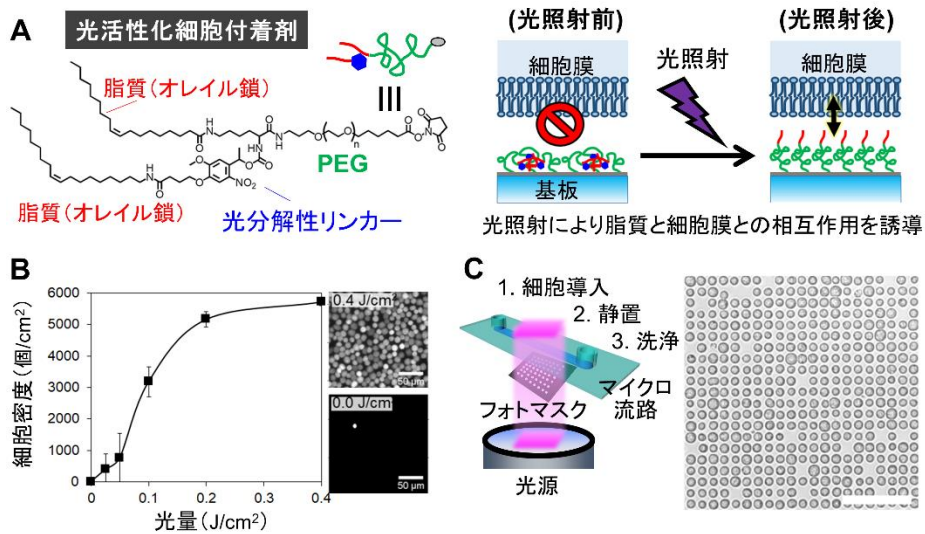 A
光活性化細胞付着剤
脂質(オレイル鎖)
PEG
脂質(オレイル鎖)
光分解性リンカー
O
H
N
O
H
N
O
O
n
O
O
N
O
O
N
H
O
O
NH
O
O
O
NO2
N
H
O
O
(光照射前)
細胞膜
基板
光照射
(光照射後)
細胞膜
光照射により脂質と細胞膜との相互作用を誘導
B
細胞密度(個/cm2)
6000
5000
4000
3000
2000
1000
0
0
0.1
0.2
0.3
0.4
光量(J/cm2)
0.4 J/cm
50 μm
0.0 J/cm
50 μm
C
1. 細胞導入
2. 静置
3. 洗浄
マイクロ
流路
フォトマスク
光源